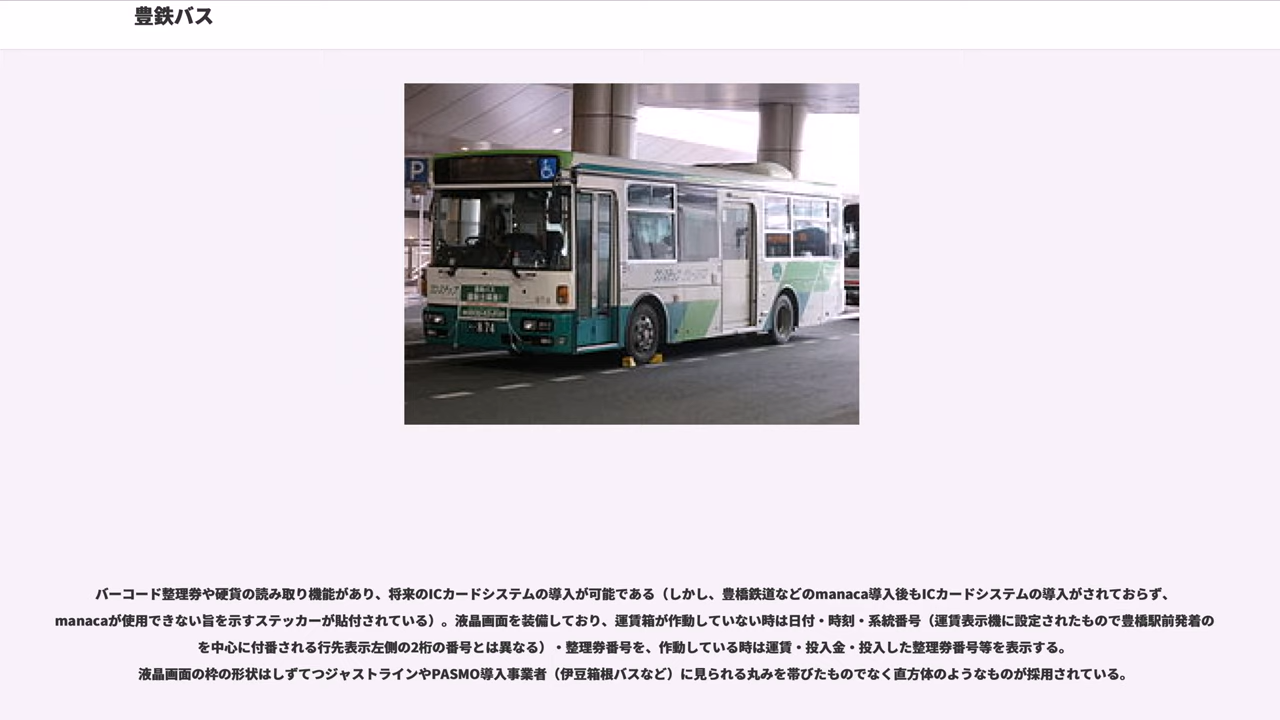 豊鉄バス
P
874
バーコード整理券や硬貨の読み取り機能があり、将来のICカードシステムの導入が可能である（しかし、豊橋鉄道などのmanaca導入後もICカードシステムの導入がされておらず、
manacaが使用できない旨を示すステッカーが貼付されている）。液晶画面を装備しており、運賃箱が作動していない時は日付・時刻・系統番号（運賃表示機に設定されたもので豊橋駅前発着の
を中心に付番される行先表示左側の2桁の番号とは異なる）・整理券番号を、作動している時は運賃・投入金・投入した整理券番号等を表示する。
液晶画面の枠の形状はしずてつジャストラインやPASMO導入事業者（伊豆箱根バスなど）に見られる丸みを帯びたものでなく直方体のようなものが採用されている。